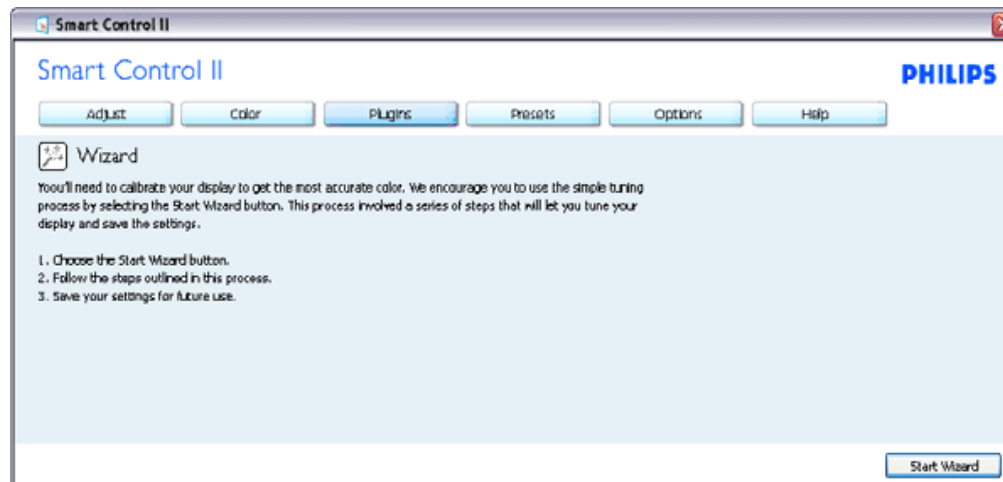 Smart Control II
Smart Control II
PHILIPS
Adjust Color Plugins Presets Options Help
Wizard
Yoou'll need to calibrate your display to get the most accurate color. We encourage you to use the simple tuning
process by selecting the Start Wizard button. This process involved a series of steps that will let you tune your
display and save the settings.
1. Choose the Start Wizard button.
2. Follow the steps outlined in this process.
3. Save your settings for future use.
Start Wizard